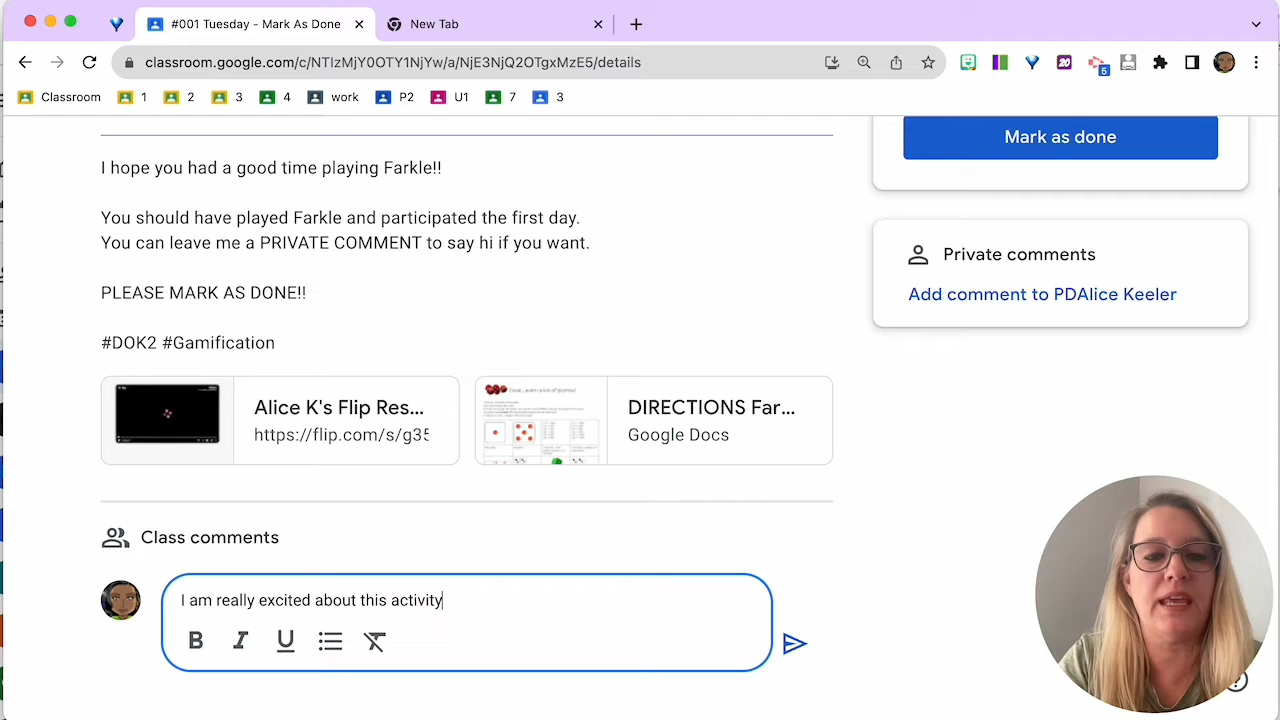 #001 Tuesday - Mark As Done
New Tab
classroom.google.com/c/NTIzMjY0OTY1NjYw/a/NjE3NjQ2OTgxMzE5/details
5
Classroom
1
2
3
4
work
P2
U1
7
3
I hope you had a good time playing Farkle!!
You should have played Farkle and participated the first day.
You can leave me a PRIVATE COMMENT to say hi if you want.
PLEASE MARK AS DONE!!
#DOK2 #Gamification
Alice K's Flip Res...
https://flip.com/s/g35
DIRECTIONS Far...
Google Docs
Class comments
I am really excited about this activity
B I U
Mark as done
Private comments
Add comment to PDAlice Keeler